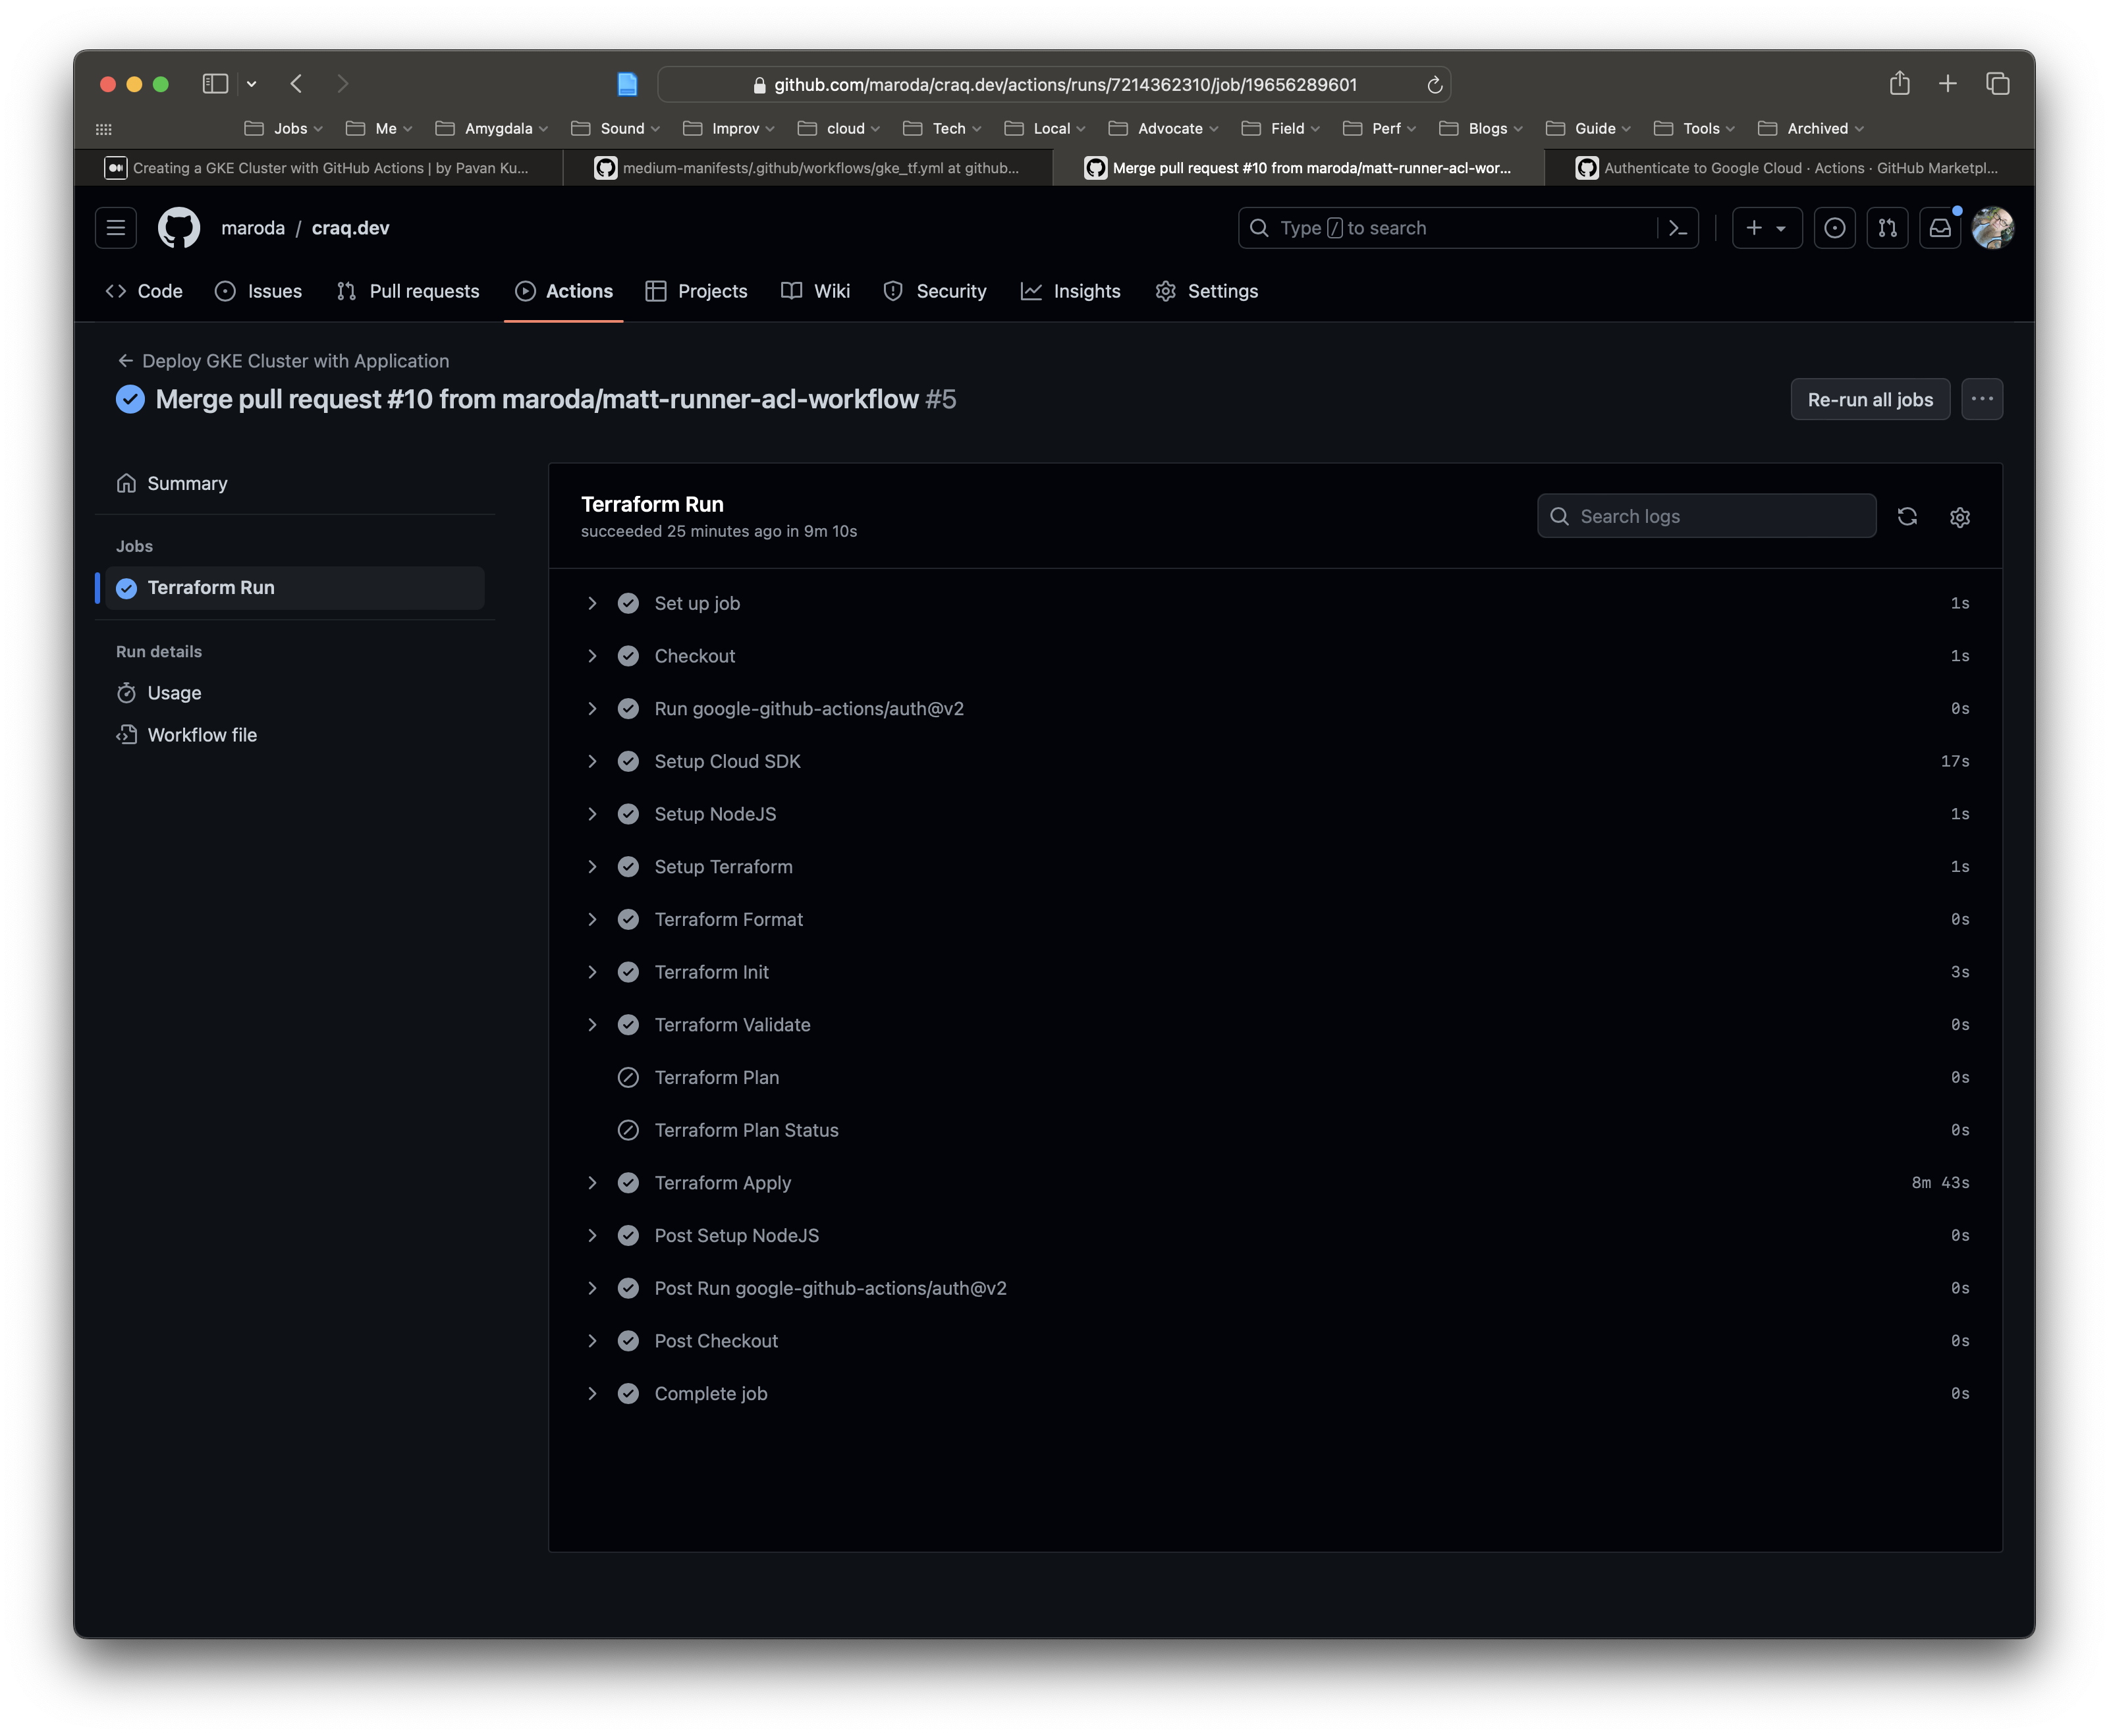 github.com/maroda/craq.dev/actions/runs/7214362310/job/19656289601
Jobs Me Amygdala Sound Improv cloud Tech Local Advocate Field Perf Blogs Guide Tools Archived
Creating a GKE Cluster with GitHub Actions | by Pavan Ku...
medium-manifests/.github/workflows/gke_tf.yml at github...
Merge pull request #10 from maroda/matt-runner-acl-wor...
Authenticate to Google Cloud · Actions · GitHub Marketpl...
maroda / craq.dev
Type / to search
Code Issues Pull requests Actions Projects Wiki Security Insights Settings
Deploy GKE Cluster with Application
Merge pull request #10 from maroda/matt-runner-acl-workflow #5
Re-run all jobs
Summary
Jobs
Terraform Run
Run details
Usage
Workflow file
Terraform Run
succeeded 25 minutes ago in 9m 10s
Search logs
Set up job 1s
Checkout 1s
Run google-github-actions/auth@v2 0s
Setup Cloud SDK 17s
Setup NodeJS 1s
Setup Terraform 1s
Terraform Format 0s
Terraform Init 3s
Terraform Validate 0s
Terraform Plan 0s
Terraform Plan Status 0s
Terraform Apply 8m 43s
Post Setup NodeJS 0s
Post Run google-github-actions/auth@v2 0s
Post Checkout 0s
Complete job 0s